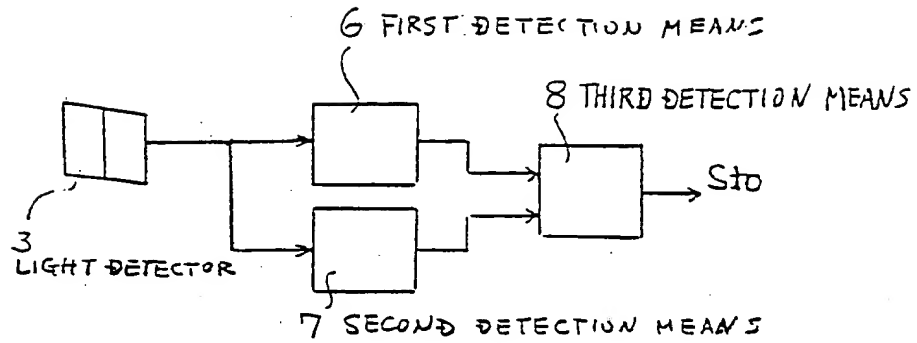 6 FIRST DETECTION MEANS
8 THIRD DETECTION MEANS
Sto
3
LIGHT DETECTOR
7 SECOND DETECTION MEANS